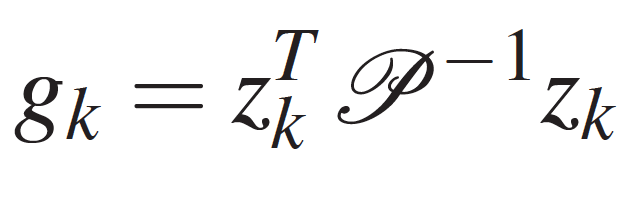 g_k = z_k^T 𝒫^{-1} z_k